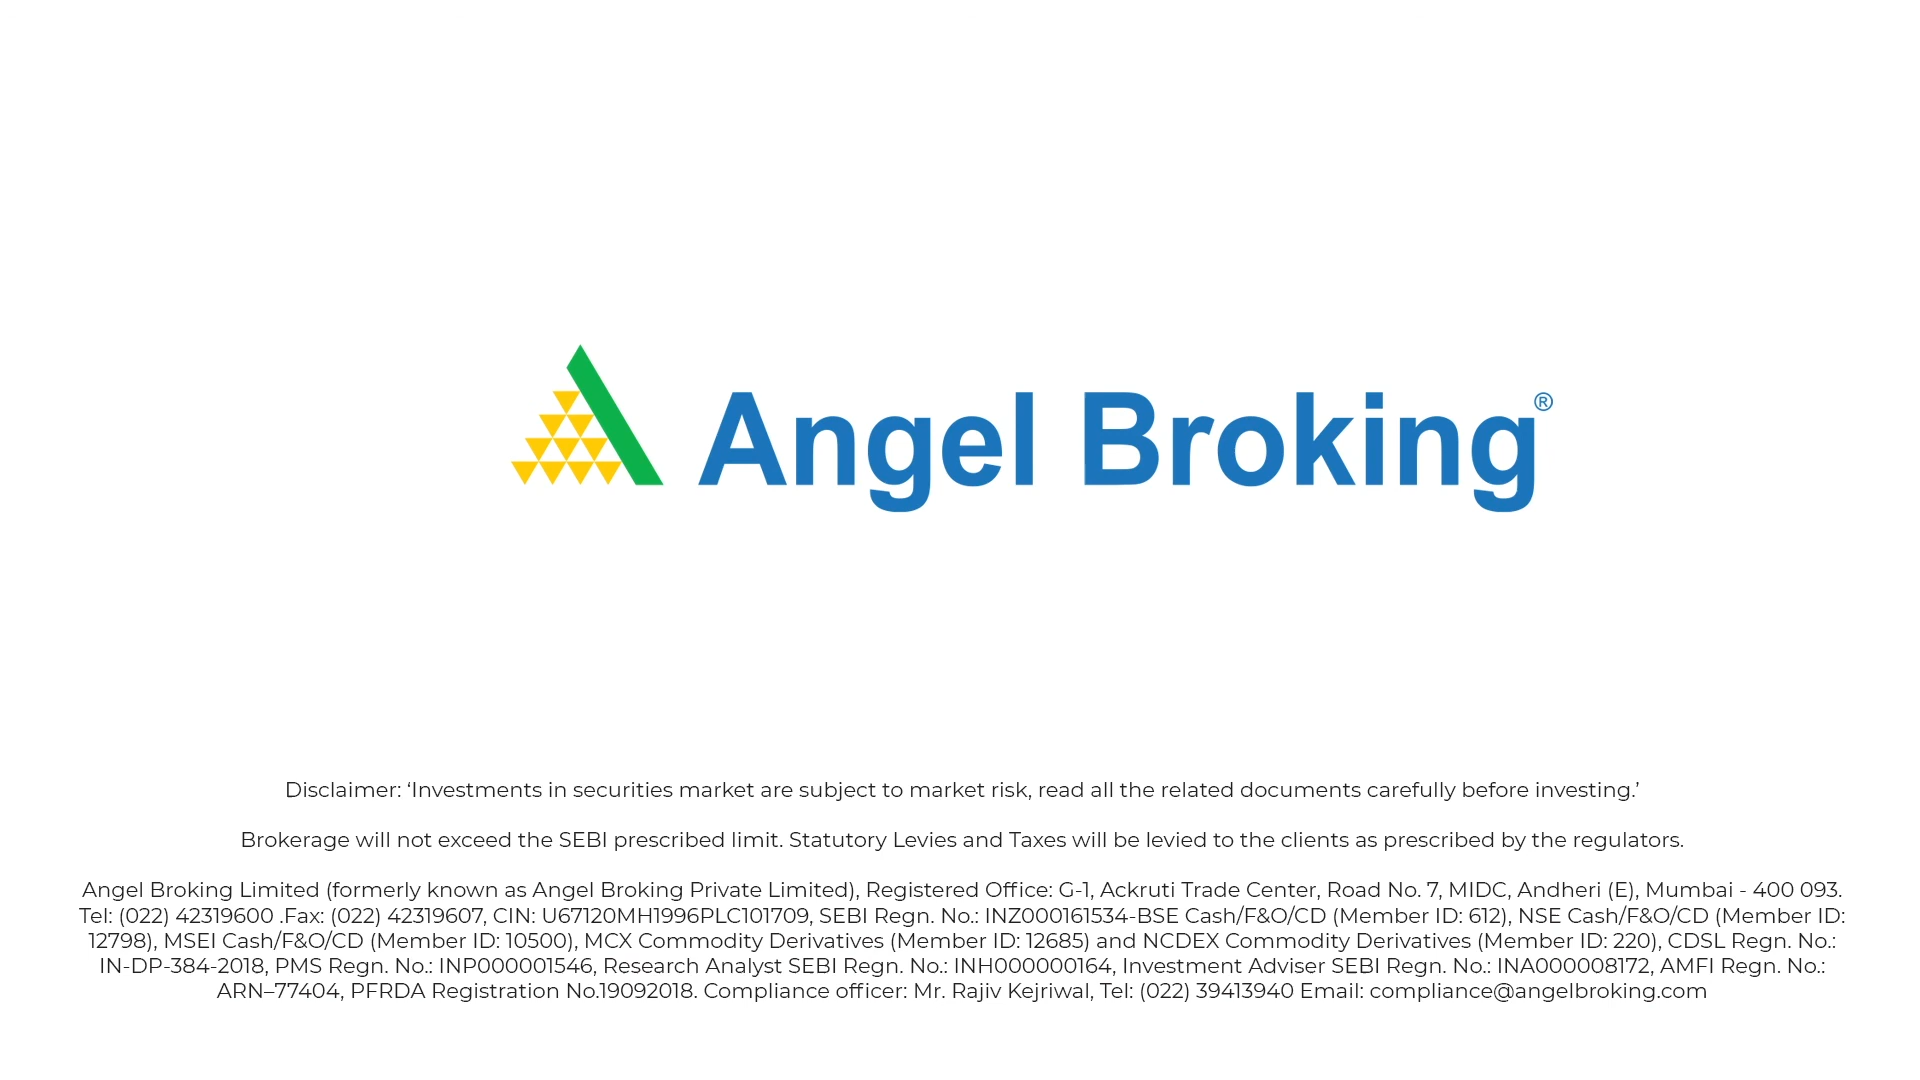 Angel Broking®
Disclaimer: ‘Investments in securities market are subject to market risk, read all the related documents carefully before investing.’
Brokerage will not exceed the SEBI prescribed limit. Statutory Levies and Taxes will be levied to the clients as prescribed by the regulators.
Angel Broking Limited (formerly known as Angel Broking Private Limited), Registered Office: G-1, Ackruti Trade Center, Road No. 7, MIDC, Andheri (E), Mumbai - 400 093.
Tel: (022) 42319600 .Fax: (022) 42319607, CIN: U67120MH1996PLC101709, SEBI Regn. No.: INZ000161534-BSE Cash/F&O/CD (Member ID: 612), NSE Cash/F&O/CD (Member ID:
12798), MSEI Cash/F&O/CD (Member ID: 10500), MCX Commodity Derivatives (Member ID: 12685) and NCDEX Commodity Derivatives (Member ID: 220), CDSL Regn. No.:
IN-DP-384-2018, PMS Regn. No.: INP000001546, Research Analyst SEBI Regn. No.: INH000000164, Investment Adviser SEBI Regn. No.: INA000008172, AMFI Regn. No.:
ARN–77404, PFRDA Registration No.19092018. Compliance officer: Mr. Rajiv Kejriwal, Tel: (022) 39413940 Email: compliance@angelbroking.com